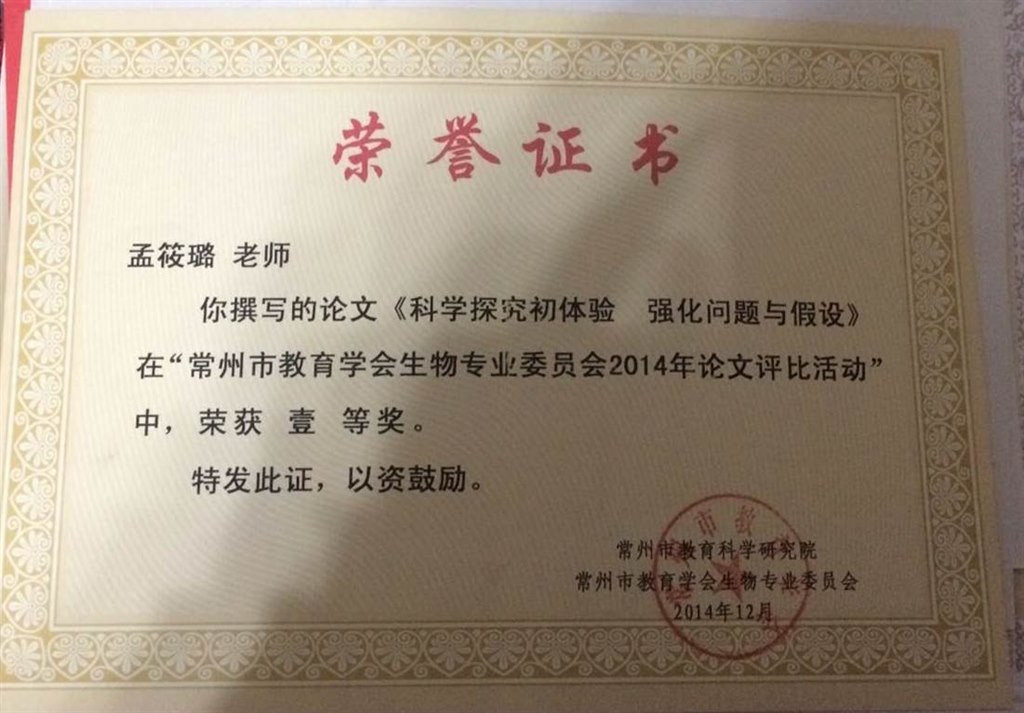 荣誉证书
孟筱璐 老师
你撰写的论文《科学探究初体验 强化问题与假设》
在“常州市教育学会生物专业委员会2014年论文评比活动”
中，荣获 壹 等奖。
特发此证，以资鼓励。
常州市教育科学研究院
常州市教育学会生物专业委员会
2014年12月